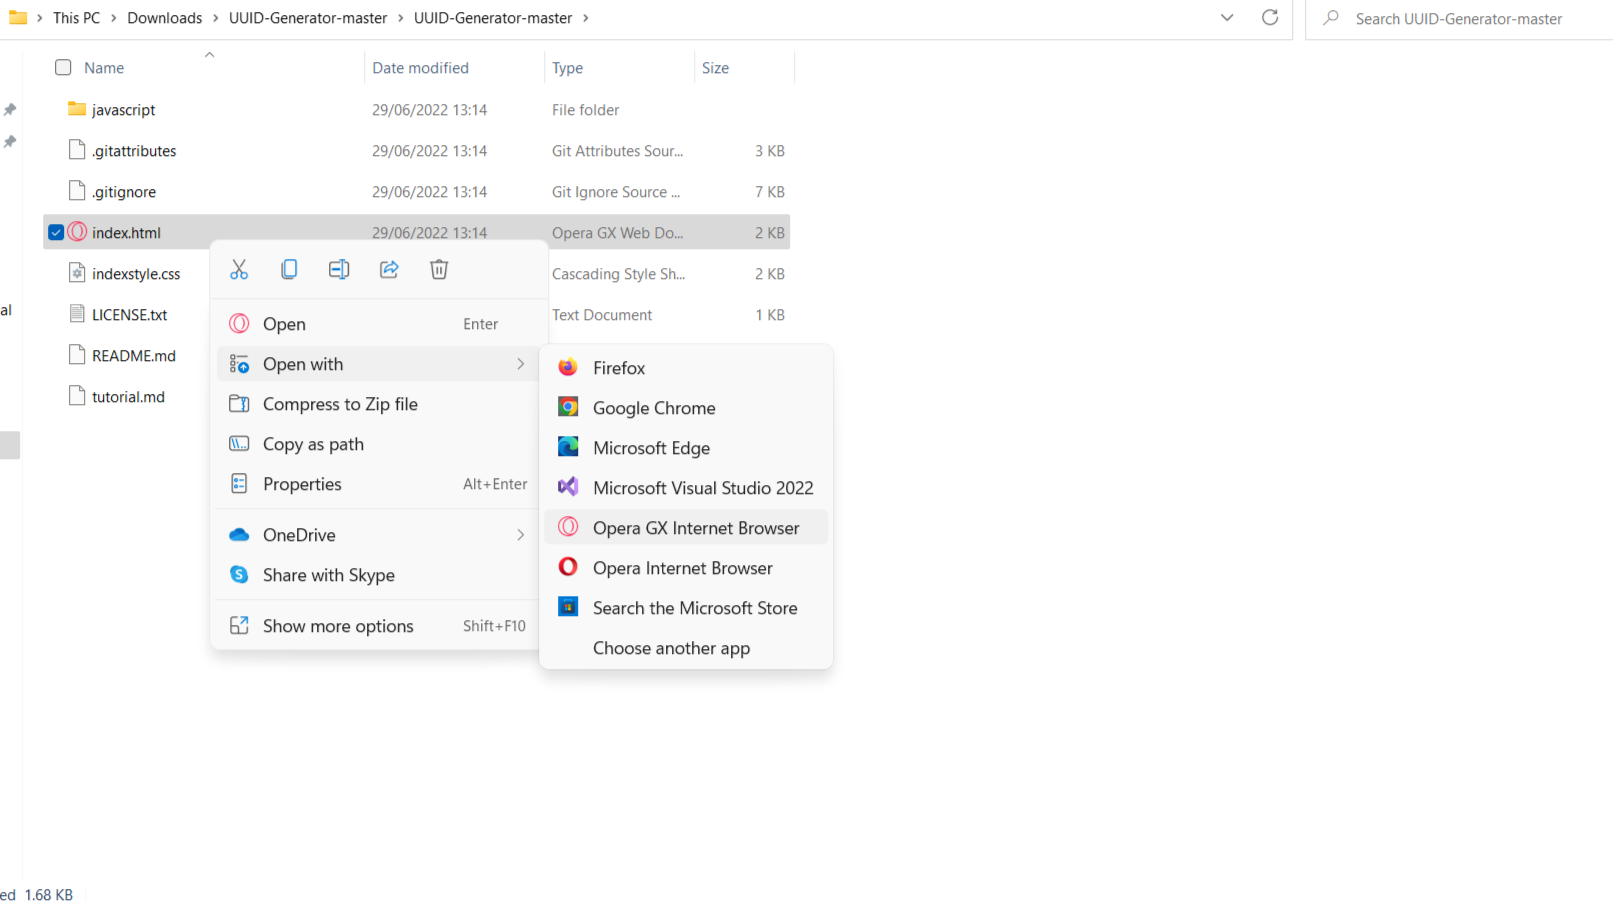 This PC > Downloads > UUID-Generator-master > UUID-Generator-master >
Search UUID-Generator-master
Name Date modified Type Size
javascript 29/06/2022 13:14 File folder
.gitattributes 29/06/2022 13:14 Git Attributes Sour... 3 KB
.gitignore 29/06/2022 13:14 Git Ignore Source ... 7 KB
index.html 29/06/2022 13:14 Opera GX Web Do... 2 KB
indexstyle.css Cascading Style Sh... 2 KB
al
LICENSE.txt Text Document 1 KB
README.md
tutorial.md
Open Enter
Open with
Compress to Zip file
Copy as path
Properties Alt+Enter
OneDrive
Share with Skype
Show more options Shift+F10
Firefox
Google Chrome
Microsoft Edge
Microsoft Visual Studio 2022
Opera GX Internet Browser
Opera Internet Browser
Search the Microsoft Store
Choose another app
ed 1.68 KB